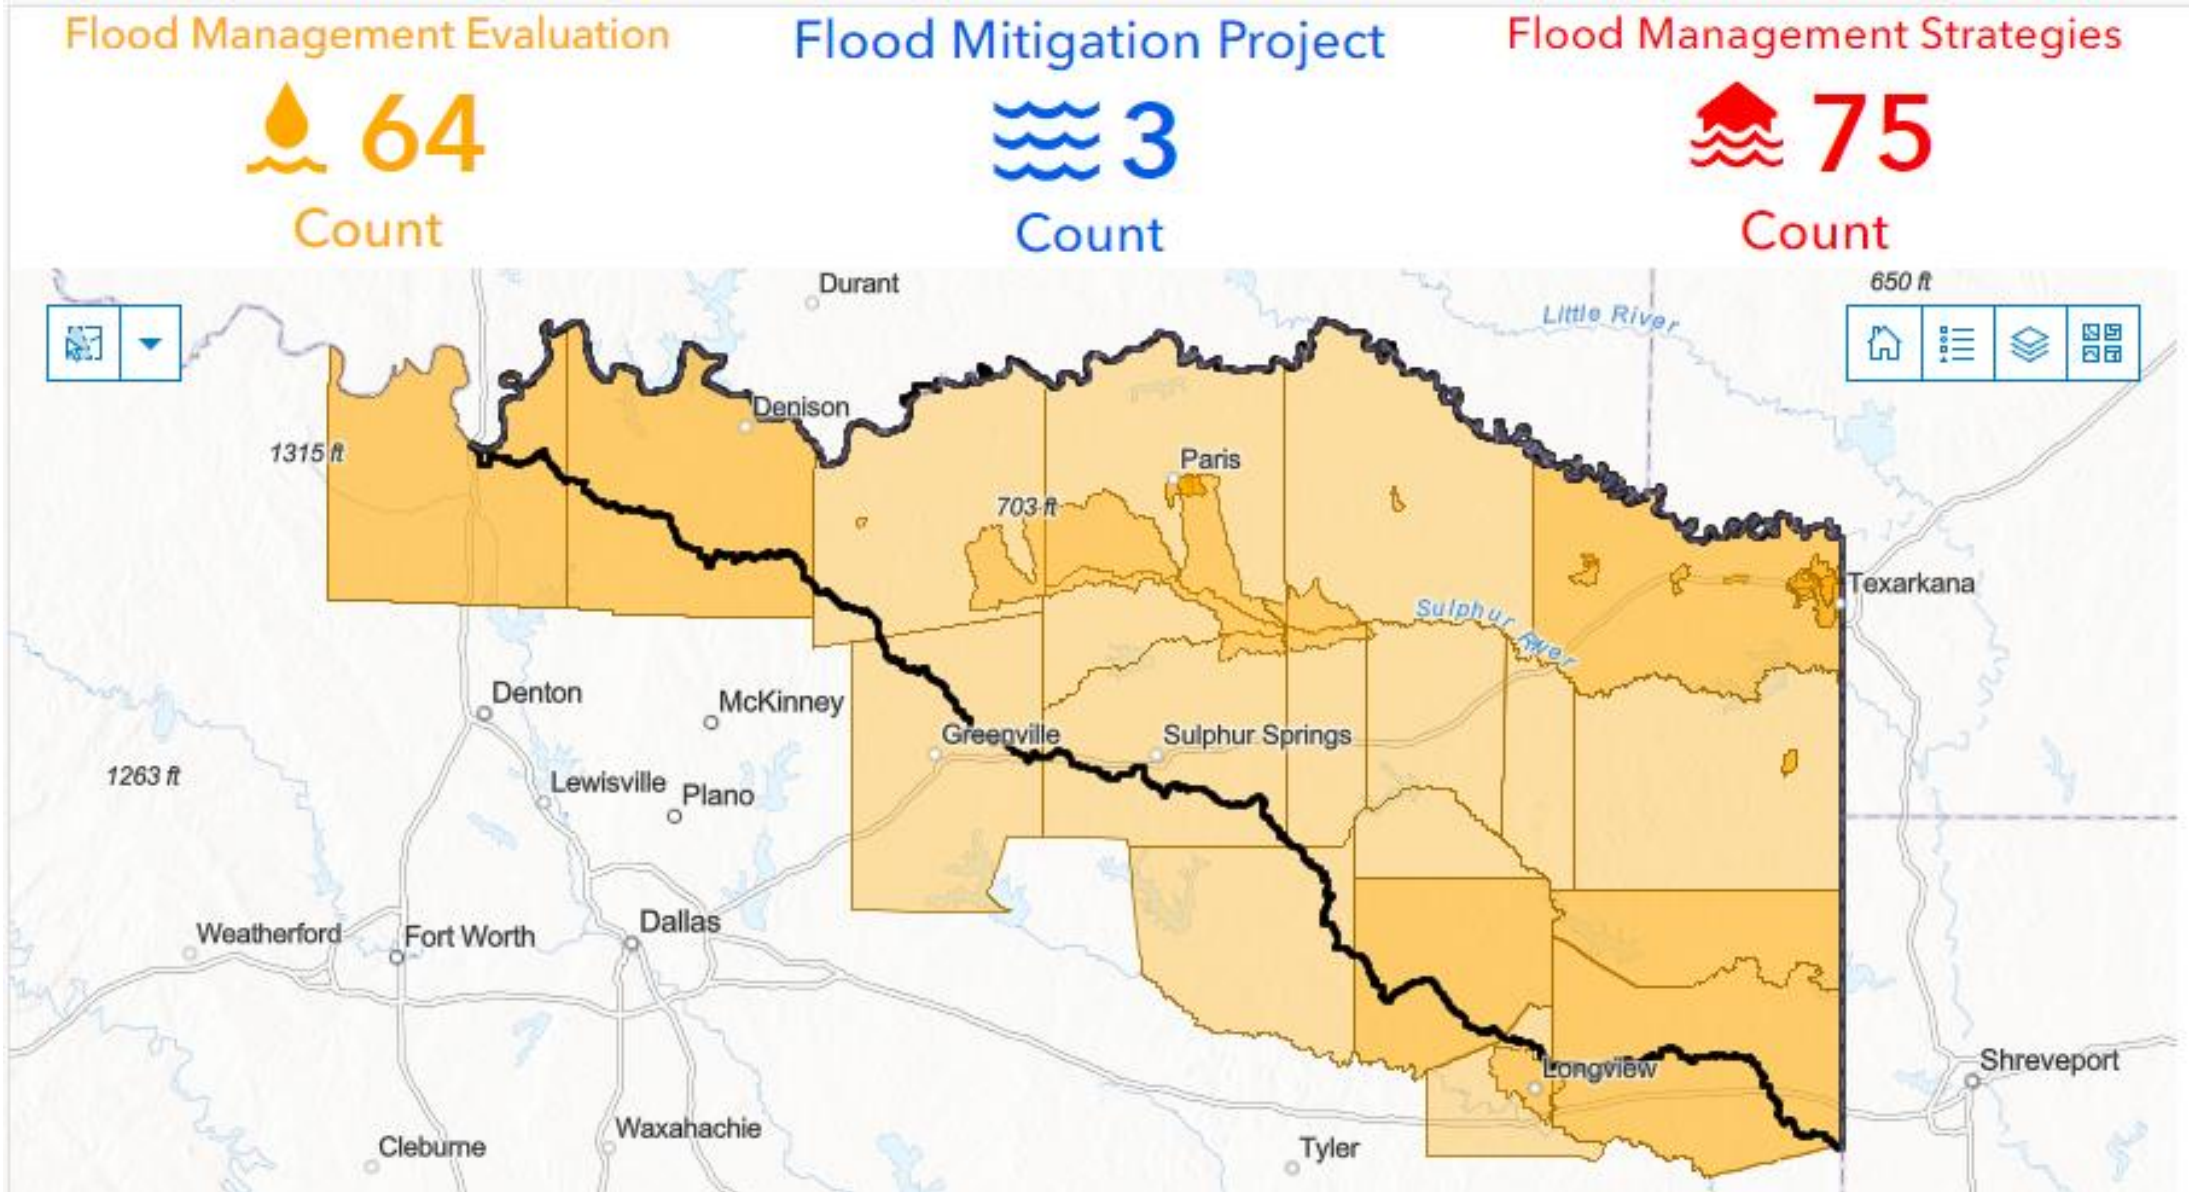 Flood Management Evaluation
64
Count
Flood Mitigation Project
3
Count
Flood Management Strategies
75
Count
Durant
650 ft
Little River
Denison
1315 ft
Paris
703 ft
Texarkana
Sulphur River
Denton
McKinney
Greenville
Sulphur Springs
1263 ft
Lewisville
Plano
Weatherford
Fort Worth
Dallas
Longview
Shreveport
Cleburne
Waxahachie
Tyler